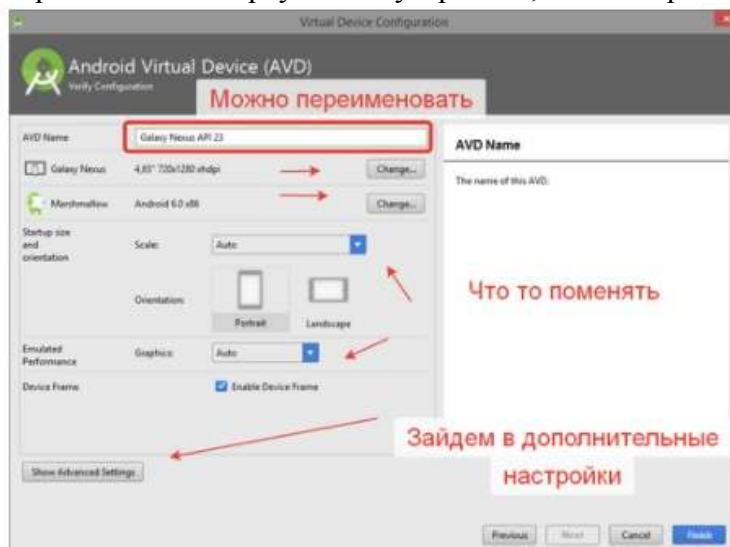 Virtual Device Configuration
Android Virtual Device (AVD)
Verify Configuration
Можно переименовать
AVD Name
Galaxy Nexus API 23
AVD Name
Galaxy Nexus
4,65" 720x1280 xhdpi
Change...
The name of this AVD.
Marshmallow
Android 6.0 x86
Change...
Startup size
and
orientation
Scale:
Auto
Что то поменять
Orientation:
Portrait
Landscape
Emulated
Performance
Graphics:
Auto
Device Frame
Enable Device Frame
Зайдем в дополнительные
настройки
Show Advanced Settings
Previous
Next
Cancel
Finish